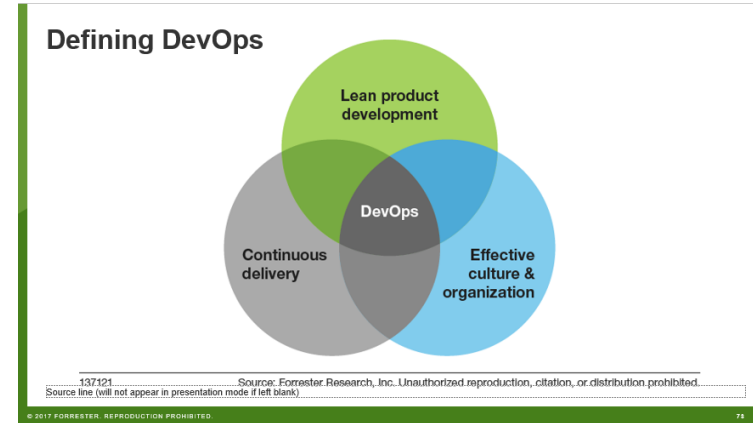 Defining DevOps
Lean product
development
DevOps
Continuous
delivery
Effective
culture &
organization
137121 Source: Forrester Research, Inc. Unauthorized reproduction, citation, or distribution prohibited.
Source line (will not appear in presentation mode if left blank)
© 2017 FORRESTER. REPRODUCTION PROHIBITED. 75